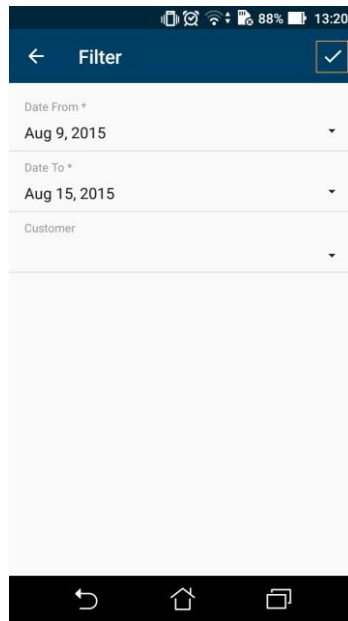 88% 13:20
Filter
Date From *
Aug 9, 2015
Date To *
Aug 15, 2015
Customer